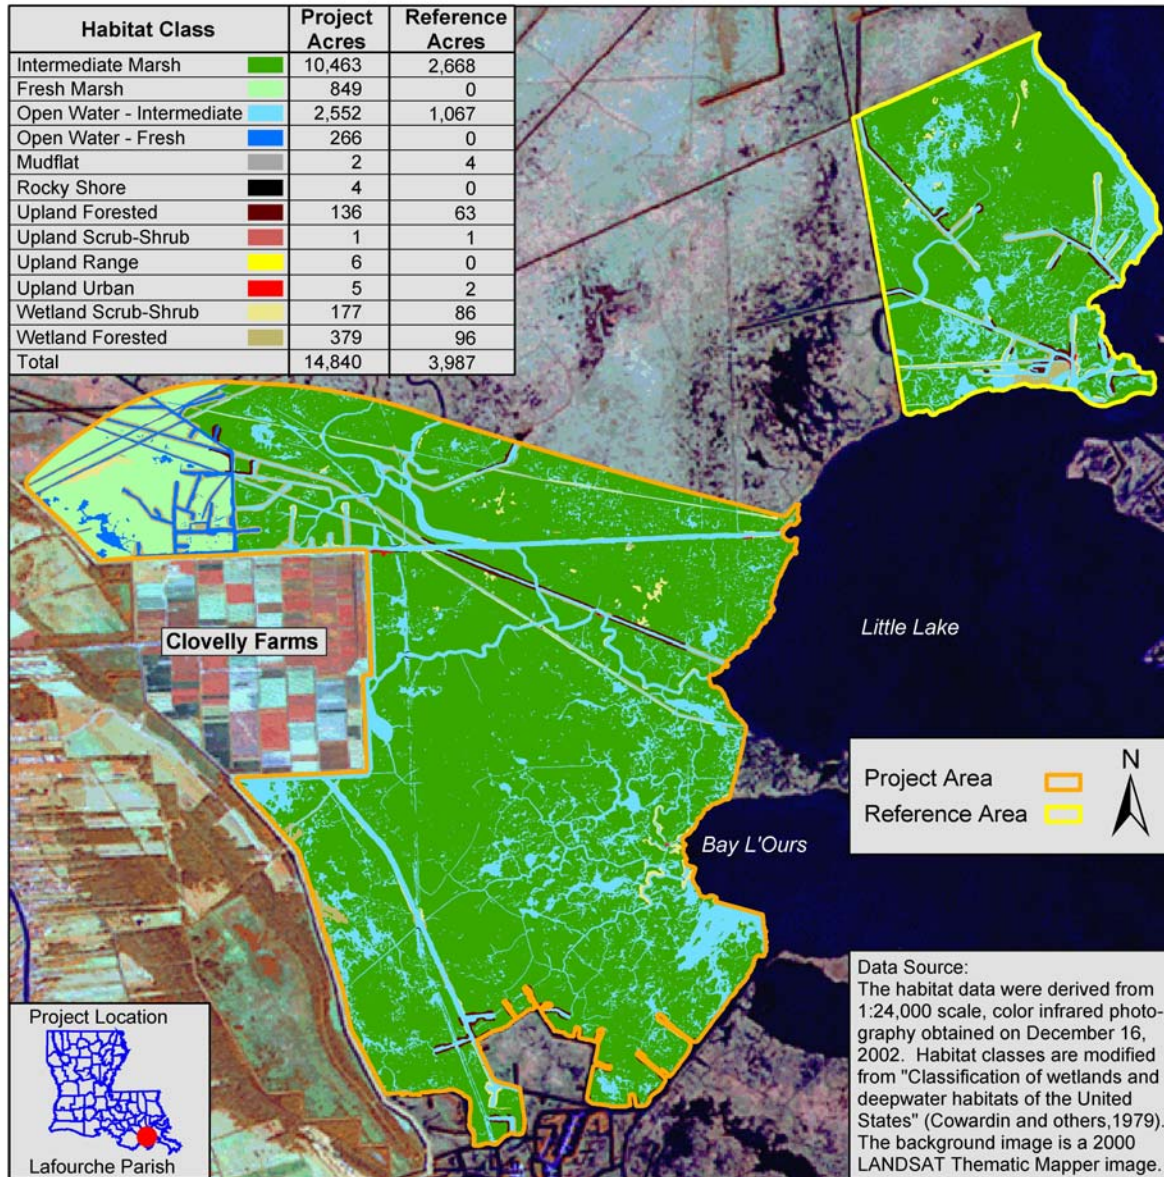 Habitat Class Project Acres Reference Acres
Intermediate Marsh 10,463 2,668
Fresh Marsh 849 0
Open Water - Intermediate 2,552 1,067
Open Water - Fresh 266 0
Mudflat 2 4
Rocky Shore 4 0
Upland Forested 136 63
Upland Scrub-Shrub 1 1
Upland Range 6 0
Upland Urban 5 2
Wetland Scrub-Shrub 177 86
Wetland Forested 379 96
Total 14,840 3,987
Clovelly Farms
Little Lake
Bay L'Ours
Project Area
Reference Area
N
Project Location
Lafourche Parish
Data Source:
The habitat data were derived from
1:24,000 scale, color infrared photo-
graphy obtained on December 16,
2002. Habitat classes are modified
from "Classification of wetlands and
deepwater habitats of the United
States" (Cowardin and others,1979).
The background image is a 2000
LANDSAT Thematic Mapper image.